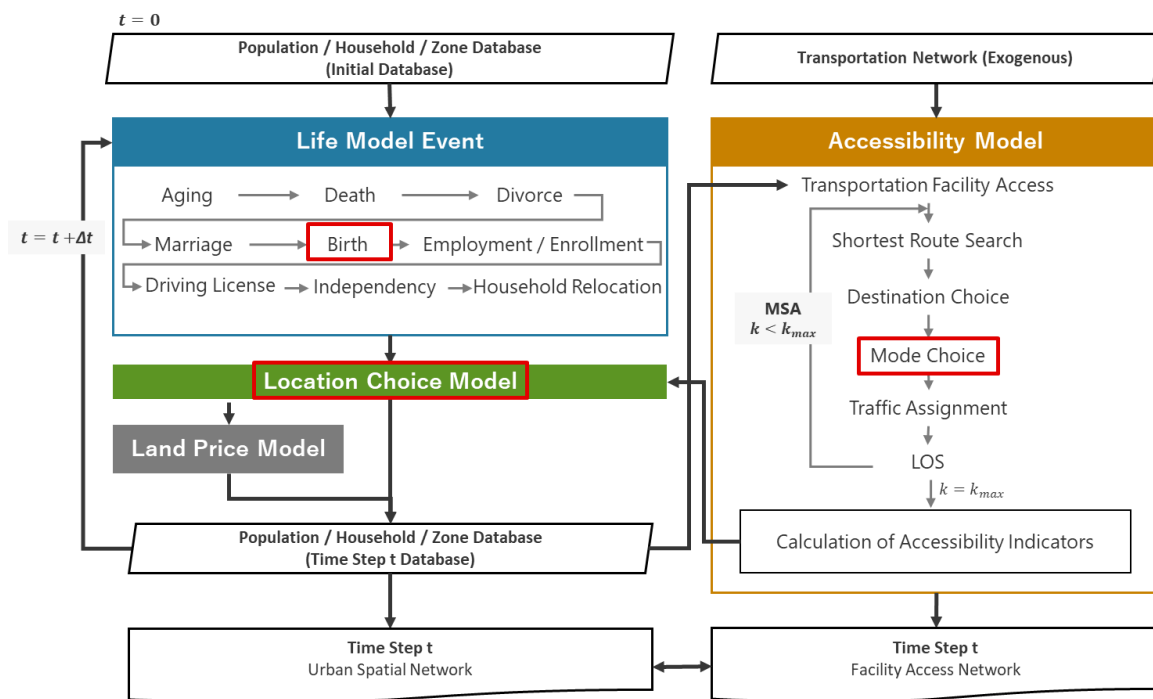 t = 0
Population / Household / Zone Database
(Initial Database)
Transportation Network (Exogenous)
Life Model Event
Aging
Death
Divorce
Marriage
Birth
Employment / Enrollment
Driving License
Independency
Household Relocation
t = t +Δt
Location Choice Model
Land Price Model
Population / Household / Zone Database
(Time Step t Database)
Time Step t
Urban Spatial Network
Accessibility Model
Transportation Facility Access
Shortest Route Search
Destination Choice
MSA
k < kmax
Mode Choice
Traffic Assignment
LOS
k = kmax
Calculation of Accessibility Indicators
Time Step t
Facility Access Network